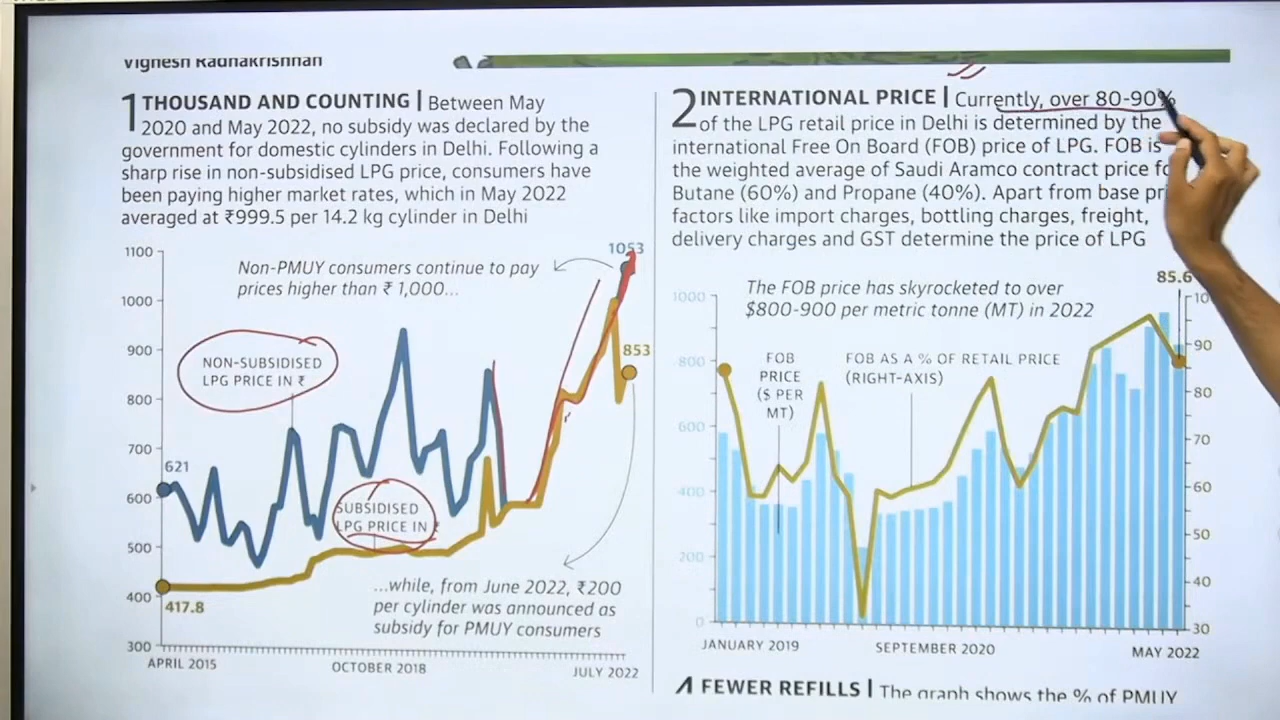 Vignesh Radhakrishnan
1 THOUSAND AND COUNTING | Between May
2020 and May 2022, no subsidy was declared by the
government for domestic cylinders in Delhi. Following a
sharp rise in non-subsidised LPG price, consumers have
been paying higher market rates, which in May 2022
averaged at ₹999.5 per 14.2 kg cylinder in Delhi
1100
1000
900
800
700
600
500
400
300
Non-PMUY consumers continue to pay
prices higher than ₹ 1,000...
1053
NON-SUBSIDISED
LPG PRICE IN ₹
853
621
SUBSIDISED
LPG PRICE IN ₹
417.8
...while, from June 2022, ₹200
per cylinder was announced as
subsidy for PMUY consumers
APRIL 2015
OCTOBER 2018
JULY 2022
2 INTERNATIONAL PRICE | Currently, over 80-90%
of the LPG retail price in Delhi is determined by the
international Free On Board (FOB) price of LPG. FOB is
the weighted average of Saudi Aramco contract price
Butane (60%) and Propane (40%). Apart from base
factors like import charges, bottling charges, freight,
delivery charges and GST determine the price of LPG
85.6
The FOB price has skyrocketed to over
$800-900 per metric tonne (MT) in 2022
1000
800
600
400
200
0
FOB
PRICE
($ PER
MT)
FOB AS A % OF RETAIL PRICE
(RIGHT-AXIS)
90
80
70
60
50
40
30
JANUARY 2019
SEPTEMBER 2020
MAY 2022
4 FEWER REFILLS | The graph shows the % of PMUY